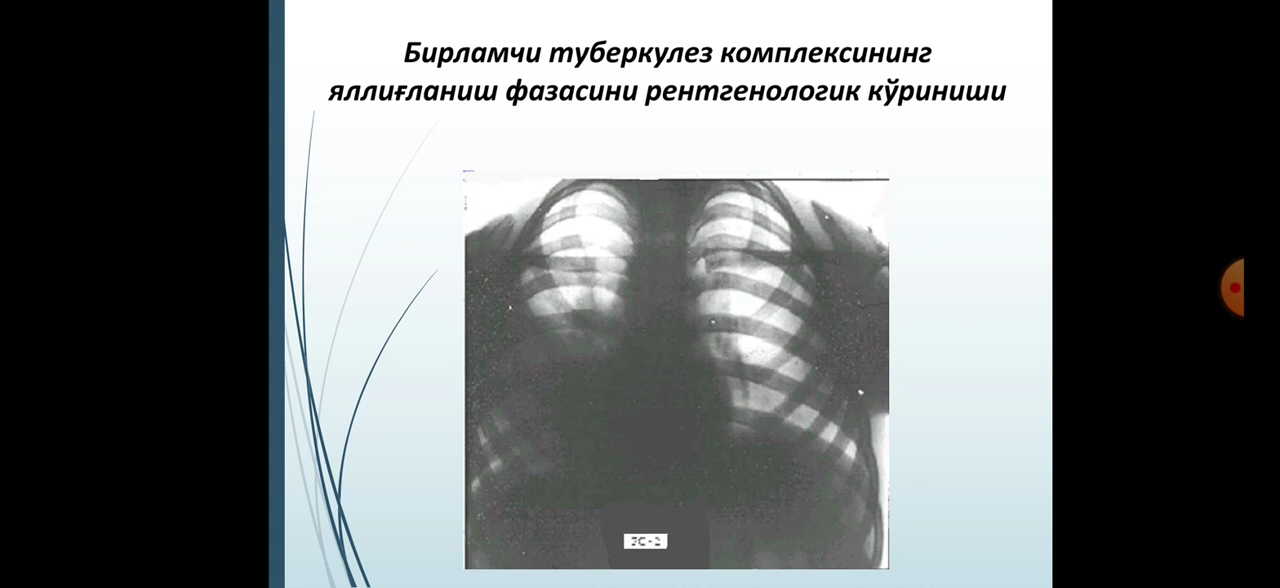 Бирламчи туберкулез комплексининг
яллиғланиш фазасини рентгенологик кўриниши